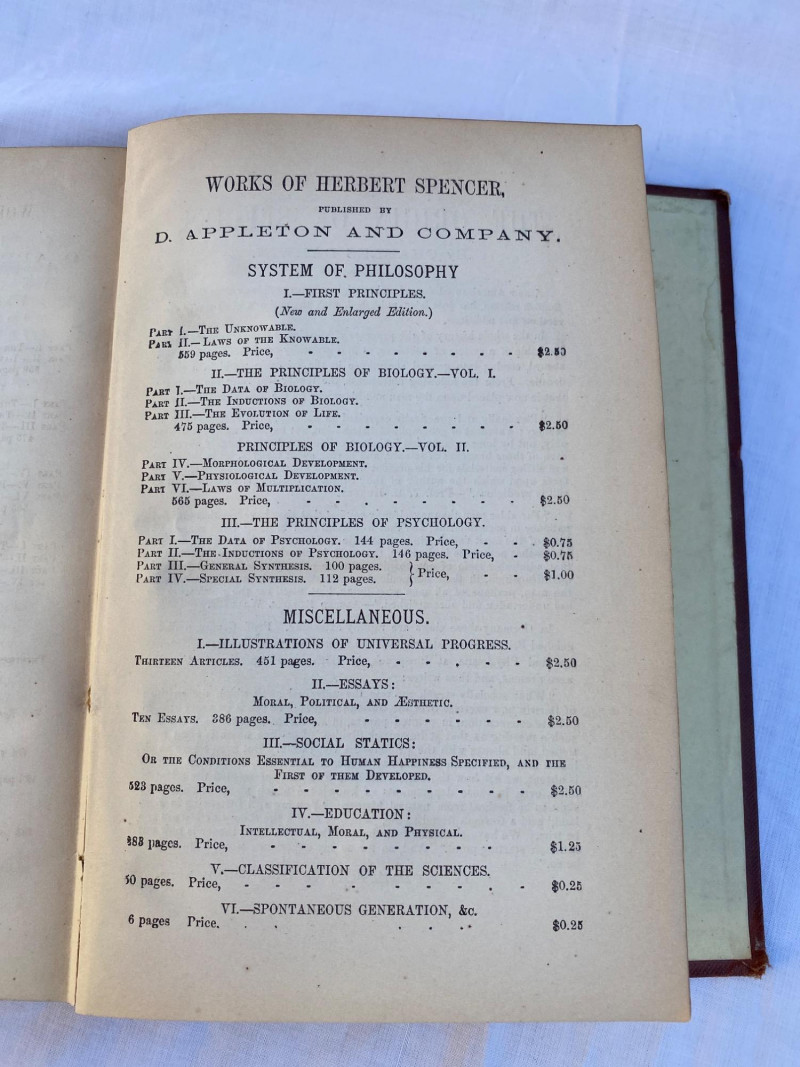 WORKS OF HERBERT SPENCER,
PUBLISHED BY
D. APPLETON AND COMPANY.
SYSTEM OF PHILOSOPHY
I.—FIRST PRINCIPLES.
(New and Enlarged Edition.)
PART I.—THE UNKNOWABLE.
PART II.—LAWS OF THE KNOWABLE.
559 pages. Price, - - - - - - - - $2.50
II.—THE PRINCIPLES OF BIOLOGY.—VOL. I.
PART I.—THE DATA OF BIOLOGY.
PART II.—THE INDUCTIONS OF BIOLOGY.
PART III.—THE EVOLUTION OF LIFE.
475 pages. Price, - - - - - - - - $2.50
PRINCIPLES OF BIOLOGY.—VOL. II.
PART IV.—MORPHOLOGICAL DEVELOPMENT.
PART V.—PHYSIOLOGICAL DEVELOPMENT.
PART VI.—LAWS OF MULTIPLICATION.
565 pages. Price, - - - - - - - - $2.50
III.—THE PRINCIPLES OF PSYCHOLOGY.
PART I.—THE DATA OF PSYCHOLOGY. 144 pages. Price, - - - $0.75
PART II.—THE INDUCTIONS OF PSYCHOLOGY. 146 pages. Price, - $0.75
PART III.—GENERAL SYNTHESIS. 100 pages. } Price, - - $1.00
PART IV.—SPECIAL SYNTHESIS. 112 pages.
MISCELLANEOUS.
I.—ILLUSTRATIONS OF UNIVERSAL PROGRESS.
THIRTEEN ARTICLES. 451 pages. Price, - - - - - $2.50
II.—ESSAYS:
MORAL, POLITICAL, AND ÆSTHETIC.
TEN ESSAYS. 386 pages. Price, - - - - - - $2.50
III.—SOCIAL STATICS:
OR THE CONDITIONS ESSENTIAL TO HUMAN HAPPINESS SPECIFIED, AND THE
FIRST OF THEM DEVELOPED.
523 pages. Price, - - - - - - - - - $2.50
IV.—EDUCATION:
INTELLECTUAL, MORAL, AND PHYSICAL.
pages. Price, - - - - - - - - $1.25
V.—CLASSIFICATION OF THE SCIENCES.
50 pages. Price, - - - - - - - - - $0.25
VI.—SPONTANEOUS GENERATION, &c.
6 pages Price. $0.25